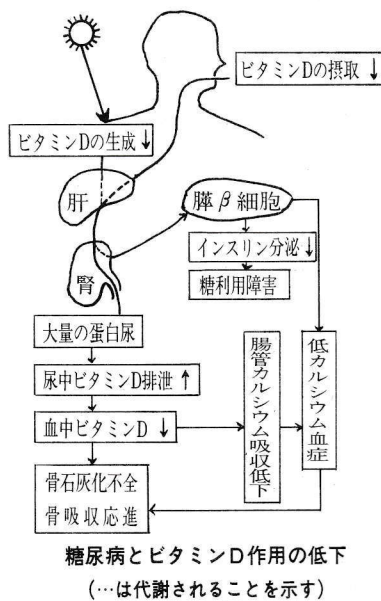 ビタミンDの摂取↓
ビタミンDの生成↓
肝
膵β細胞
インスリン分泌↓
糖利用障害
腎
大量の蛋白尿
尿中ビタミンD排泄↑
血中ビタミンD↓
腸管カルシウム吸収低下
低カルシウム血症
骨石灰化不全
骨吸収応進
糖尿病とビタミンD作用の低下
(…は代謝されることを示す)